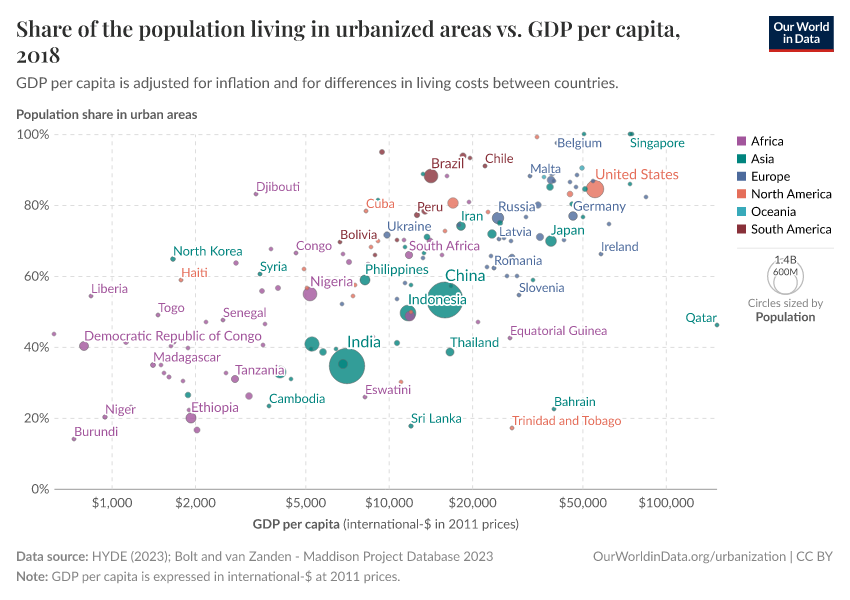 Share of the population living in urbanized areas vs. GDP per capita,
2018
Our World
in Data
GDP per capita is adjusted for inflation and for differences in living costs between countries.
Population share in urban areas
100%
80%
60%
40%
20%
0%
Belgium
Singapore
Brazil
Chile
Malta
United States
Djibouti
Cuba
Peru
Russia
Germany
Iran
Ukraine
Latvia
Japan
Bolivia
North Korea
Congo
South Africa
Ireland
Syria
Haiti
Philippines
Romania
China
Nigeria
Liberia
Indonesia
Slovenia
Togo
Senegal
Qatar
Democratic Republic of Congo
Equatorial Guinea
India
Thailand
Madagascar
Tanzania
Eswatini
Cambodia
Bahrain
Niger
Ethiopia
Sri Lanka
Trinidad and Tobago
Burundi
$1,000
$2,000
$5,000
$10,000
$20,000
$50,000
$100,000
GDP per capita (international-$ in 2011 prices)
Africa
Asia
Europe
North America
Oceania
South America
1:4B
600M
Circles sized by
Population
Data source: HYDE (2023); Bolt and van Zanden - Maddison Project Database 2023
OurWorldinData.org/urbanization | CC BY
Note: GDP per capita is expressed in international-$ at 2011 prices.